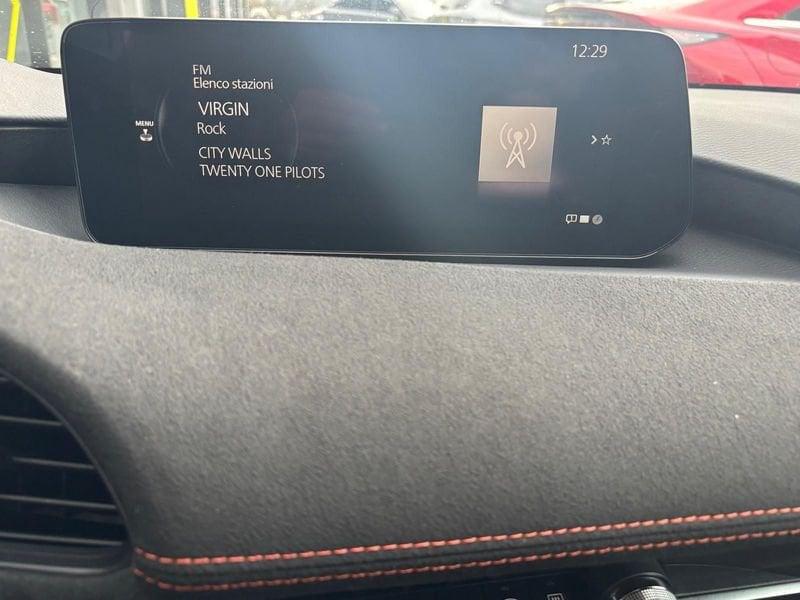 12:29
FM
Elenco stazioni
VIRGIN
MENU
Rock
CITY WALLS
TWENTY ONE PILOTS